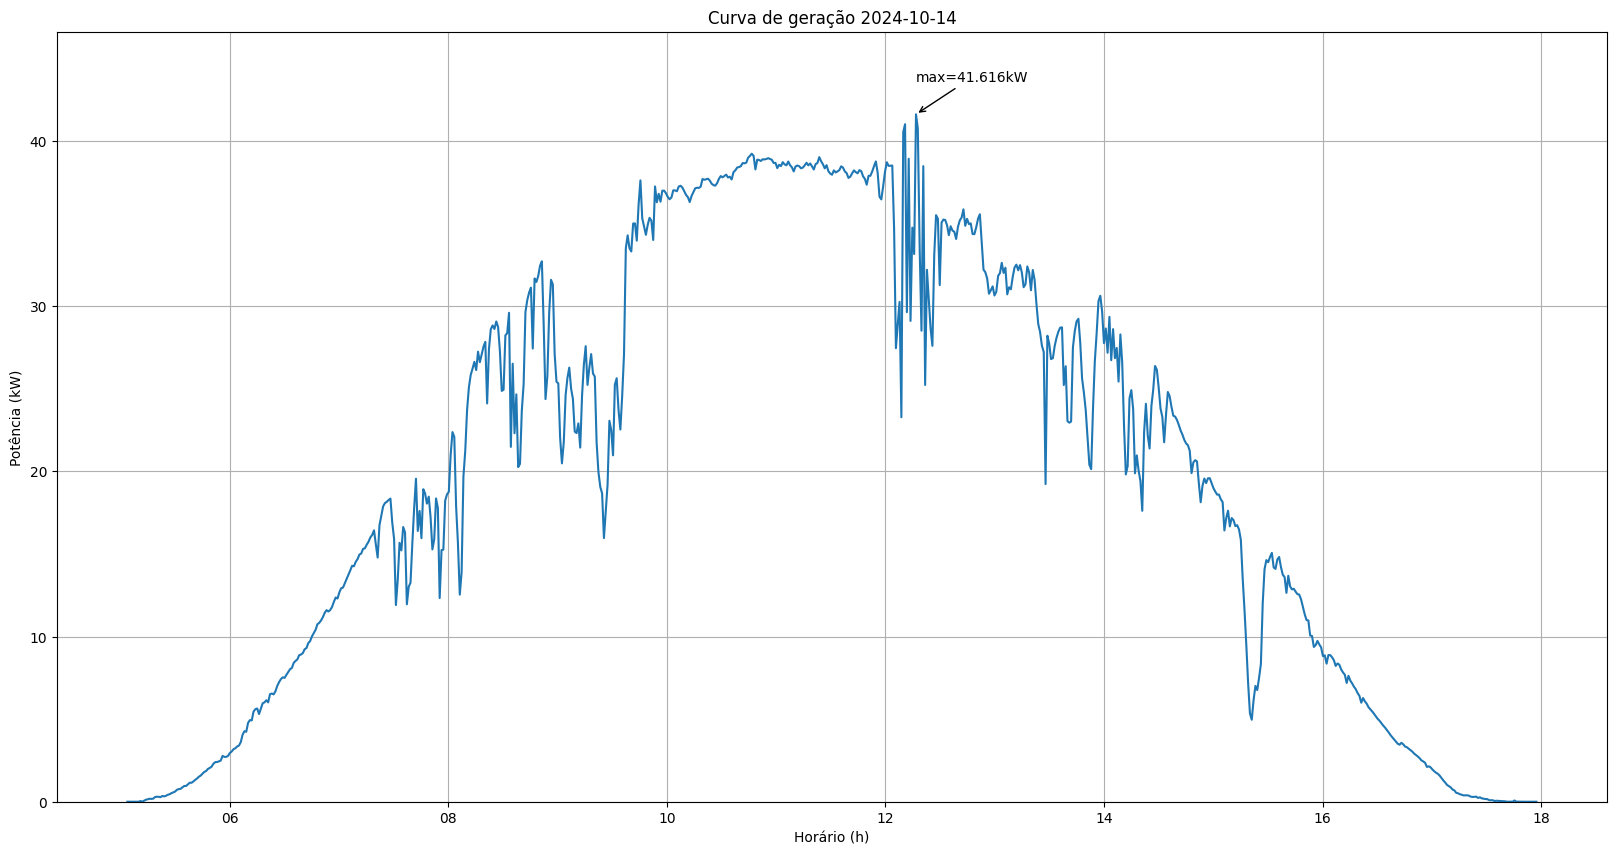 Curva de geração 2024-10-14
max=41.616kW
40
30
20
10
0
Potência (kW)
06 08 10 12 14 16 18
Horário (h)